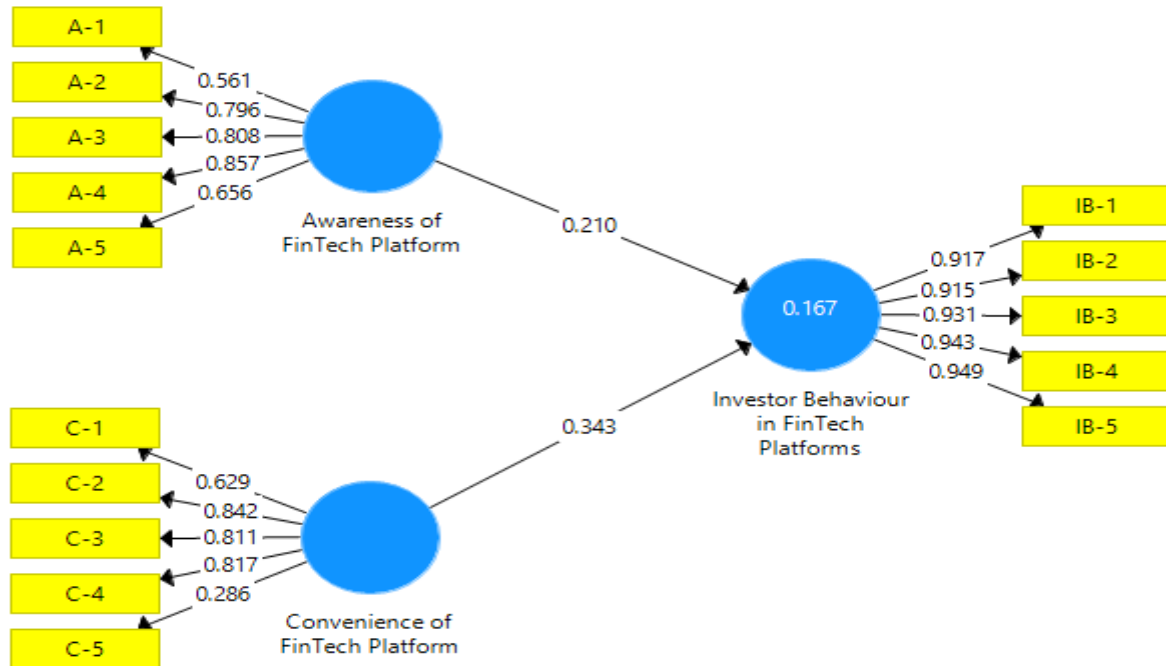 A-1
A-2
A-3
A-4
A-5
0.561
0.796
0.808
0.857
0.656
Awareness of
FinTech Platform
0.210
C-1
C-2
C-3
C-4
C-5
0.629
0.842
0.811
0.817
0.286
Convenience of
FinTech Platform
0.343
0.167
Investor Behaviour
in FinTech
Platforms
0.917
0.915
0.931
0.943
0.949
IB-1
IB-2
IB-3
IB-4
IB-5